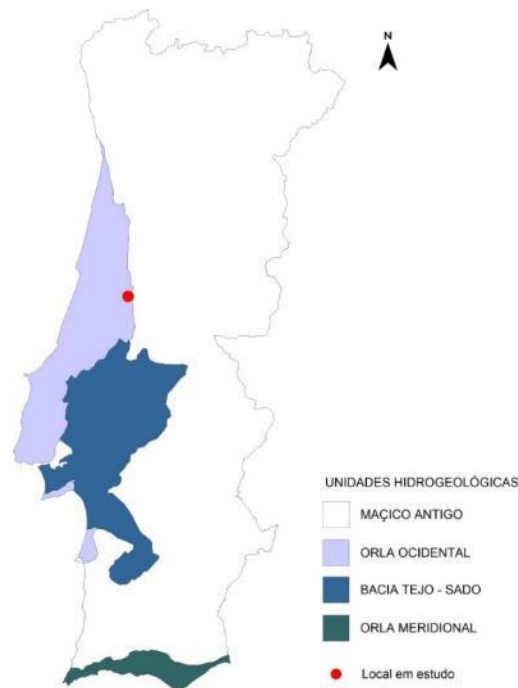 N
UNIDADES HIDROGEOLÓGICAS
MAÇICO ANTIGO
ORLA OCIDENTAL
BACIA TEJO - SADO
ORLA MERIDIONAL
Local em estudo